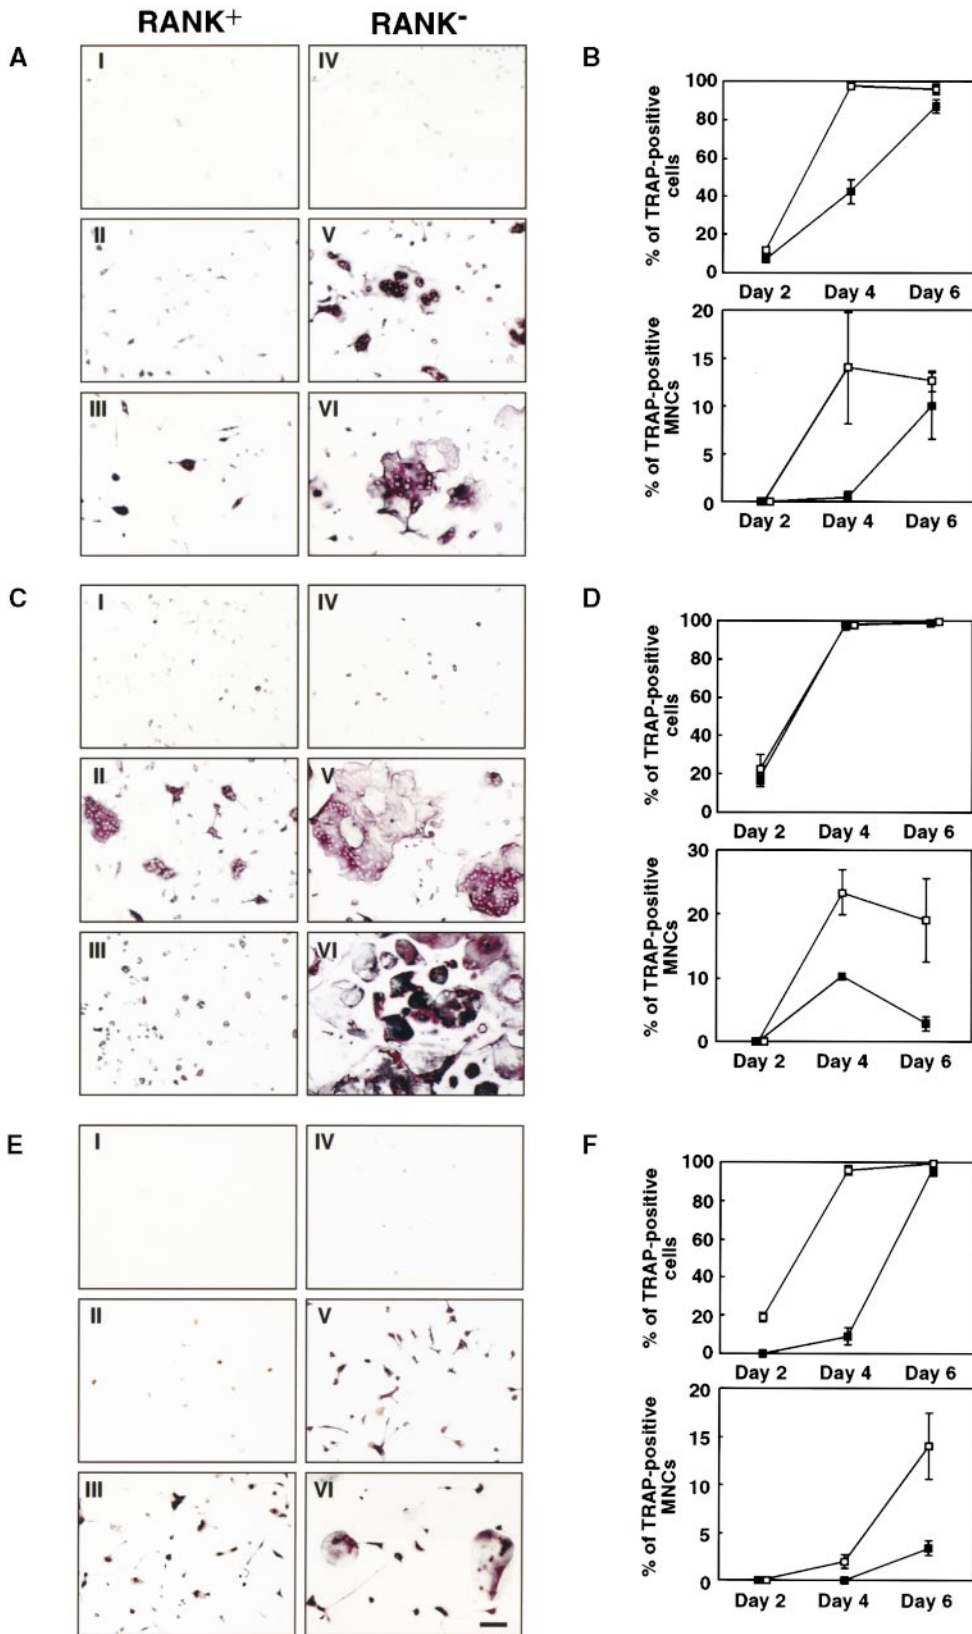 RANK+ RANK-
A
I IV
II V
III VI
B
100
80
60
40
20
0
% of TRAP-positive
cells
Day 2 Day 4 Day 6
20
15
10
5
0
% of TRAP-positive
MNCs
Day 2 Day 4 Day 6
C
I IV
II V
III VI
D
100
80
60
40
20
0
% of TRAP-positive
cells
Day 2 Day 4 Day 6
30
20
10
0
% of TRAP-positive
MNCs
Day 2 Day 4 Day 6
E
I IV
II V
III VI
F
100
80
60
40
20
0
% of TRAP-positive
cells
Day 2 Day 4 Day 6
20
15
10
5
0
% of TRAP-positive
MNCs
Day 2 Day 4 Day 6